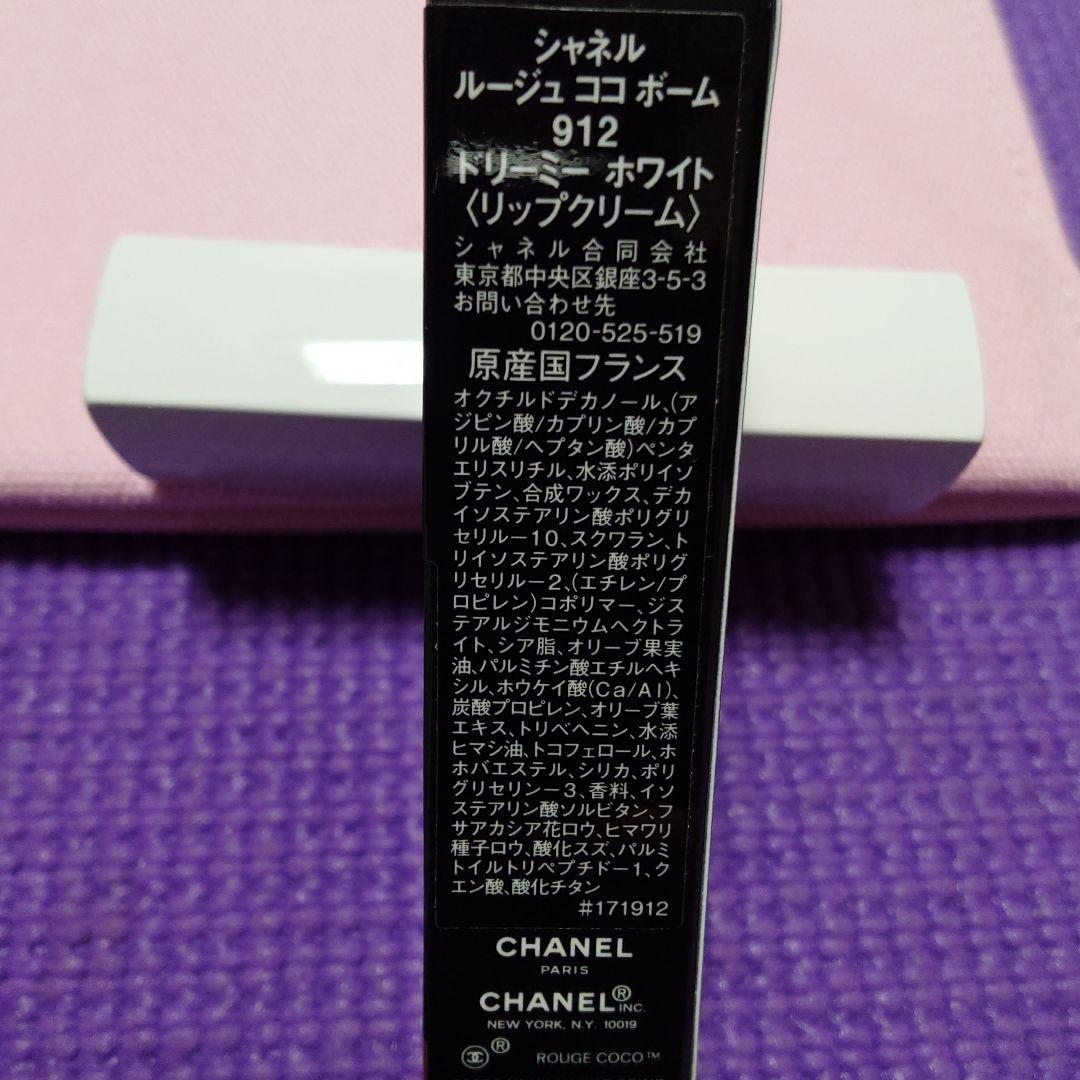 シャネル
ルージュ ココ ボーム
912
ドリーミー ホワイト
〈リップクリーム〉
シャネル合同会社
東京都中央区銀座3-5-3
お問い合わせ先
0120-525-519
原産国フランス
オクチルドデカノール、(ア
ジピン酸/カプリン酸/カプ
リル酸/ヘプタン酸)ペンタ
エリスリチル、水添ポリイソ
ブテン、合成ワックス、デカ
イソステアリン酸ポリグリ
セリル－10、スクワラン、ト
リイソステアリン酸ポリグ
リセリル－2、(エチレン/プ
ロピレン)コポリマー、ジス
テアルジモニウムヘクトラ
イト、シア脂、オリーブ果実
油、パルミチン酸エチルヘキ
シル、ホウケイ酸(Ca/Al)、
炭酸プロピレン、オリーブ葉
エキス、トリベヘニン、水添
ヒマシ油、トコフェロール、ホ
ホバエステル、シリカ、ポリ
グリセリン－3、香料、イソ
ステアリン酸ソルビタン、フ
サアカシア花ロウ、ヒマワリ
種子ロウ、酸化スズ、パルミ
トイルトリペプチド－1、ク
エン酸、酸化チタン
#171912
CHANEL
PARIS
CHANEL® INC.
NEW YORK, N.Y. 10019
® ROUGE COCO™